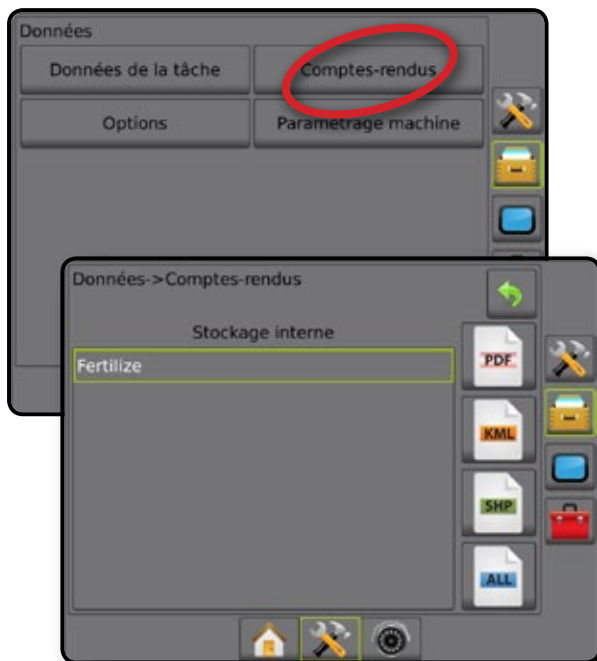 Données
Données de la tâche
Comptes-rendus
Options
Paramétrage machine
Données->Comptes-rendus
Stockage interne
Fertilize
PDF
KML
SHP
ALL